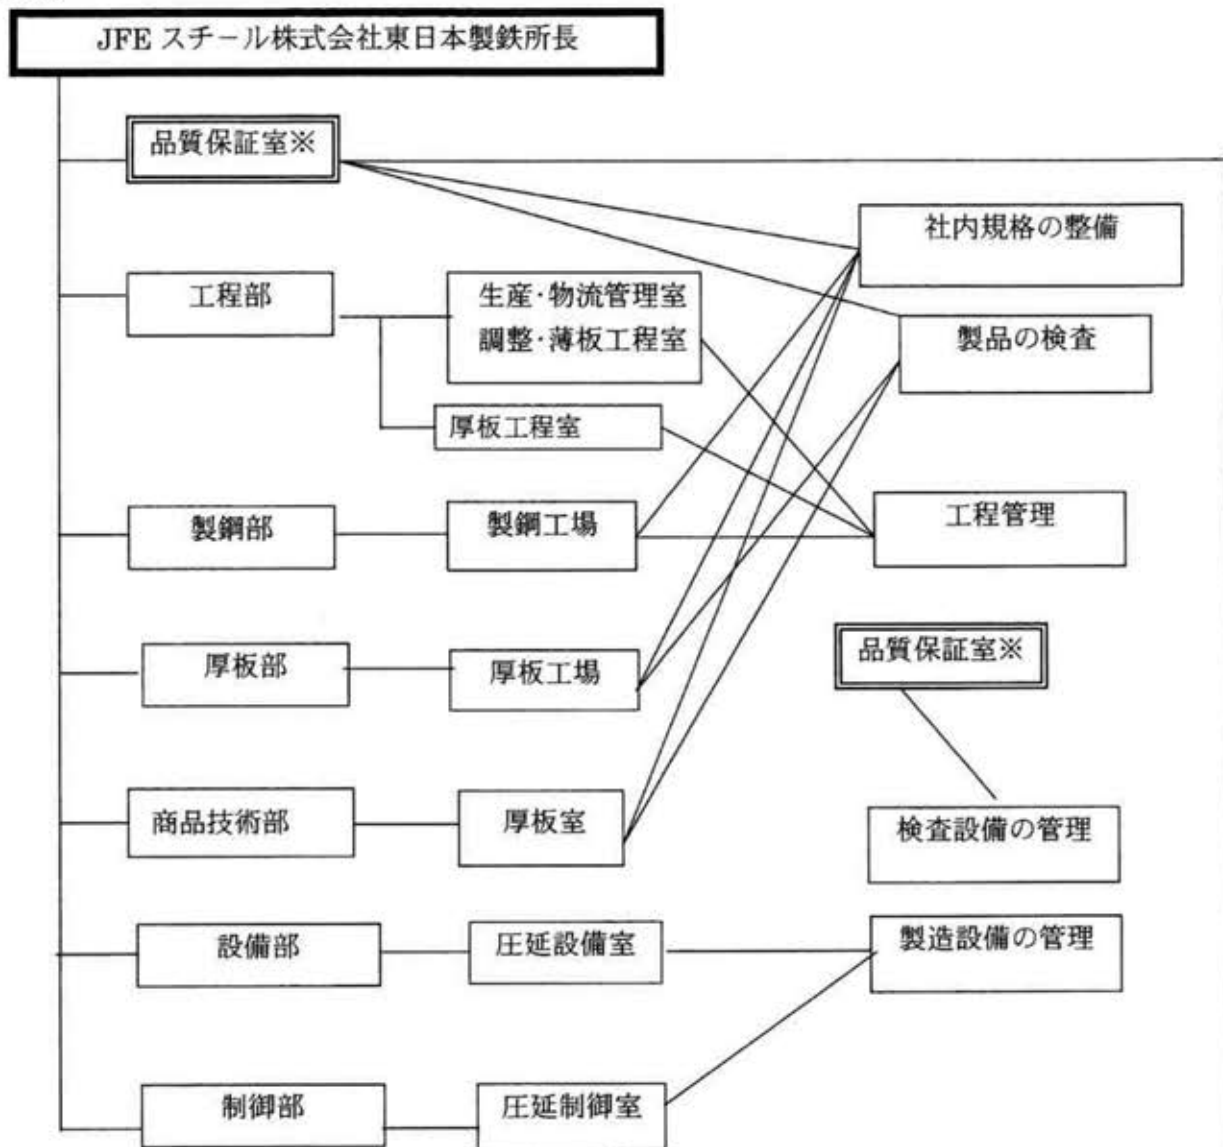 JFE スチール株式会社東日本製鉄所長
品質保証室※
社内規格の整備
工程部
生産・物流管理室
調整・薄板工程室
製品の検査
厚板工程室
製鋼部
製鋼工場
工程管理
厚板部
厚板工場
品質保証室※
商品技術部
厚板室
検査設備の管理
設備部
圧延設備室
製造設備の管理
制御部
圧延制御室